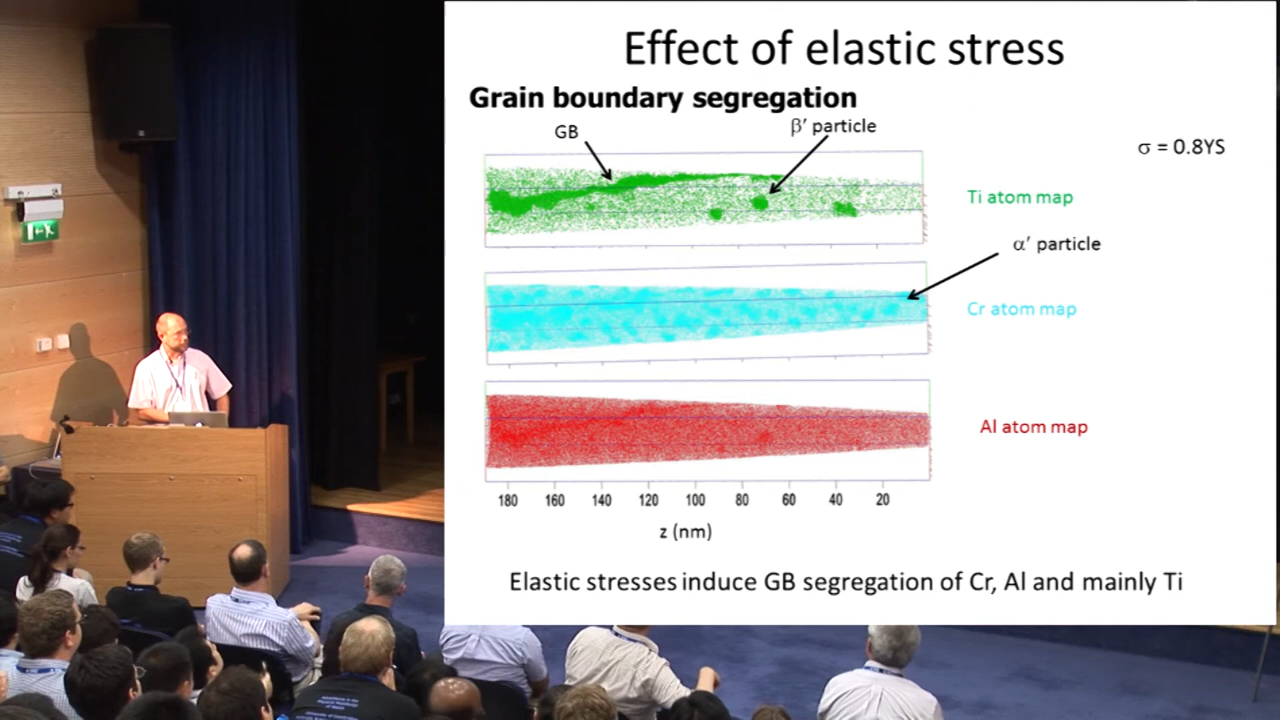 Effect of elastic stress
Grain boundary segregation
GB
β′ particle
σ = 0.8YS
Ti atom map
α′ particle
Cr atom map
Al atom map
180 160 140 120 100 80 60 40 20
z (nm)
Elastic stresses induce GB segregation of Cr, Al and mainly Ti